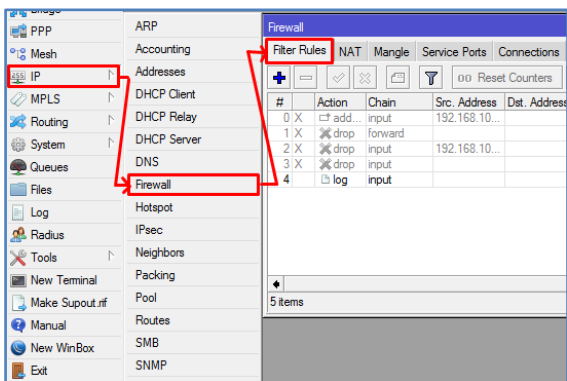 Bridge
PPP
Mesh
IP
MPLS
Routing
System
Queues
Files
Log
Radius
Tools
New Terminal
Make Supout.rif
Manual
New WinBox
Exit
ARP
Accounting
Addresses
DHCP Client
DHCP Relay
DHCP Server
DNS
Firewall
Hotspot
IPsec
Neighbors
Packing
Pool
Routes
SMB
SNMP
Firewall
Filter Rules NAT Mangle Service Ports Connections
00 Reset Counters
# Action Chain Src. Address Dst. Address
0 X add... input 192.168.10...
1 X drop forward
2 X drop input 192.168.10...
3 X drop input
4 log input
5 items